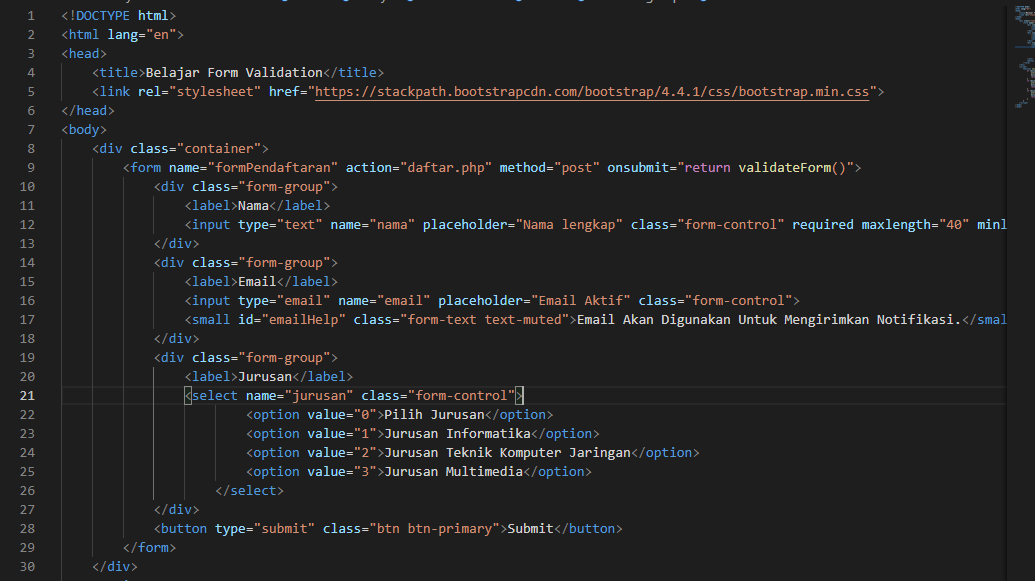 1 <!DOCTYPE html>
2 <html lang="en">
3 <head>
4     <title>Belajar Form Validation</title>
5     <link rel="stylesheet" href="https://stackpath.bootstrapcdn.com/bootstrap/4.4.1/css/bootstrap.min.css">
6 </head>
7 <body>
8     <div class="container">
9         <form name="formPendaftaran" action="daftar.php" method="post" onsubmit="return validateForm()">
10             <div class="form-group">
11                 <label>Nama</label>
12                 <input type="text" name="nama" placeholder="Nama lengkap" class="form-control" required maxlength="40" minl
13             </div>
14             <div class="form-group">
15                 <label>Email</label>
16                 <input type="email" name="email" placeholder="Email Aktif" class="form-control">
17                 <small id="emailHelp" class="form-text text-muted">Email Akan Digunakan Untuk Mengirimkan Notifikasi.</smal
18             </div>
19             <div class="form-group">
20                 <label>Jurusan</label>
21                 <select name="jurusan" class="form-control">
22                         <option value="0">Pilih Jurusan</option>
23                         <option value="1">Jurusan Informatika</option>
24                         <option value="2">Jurusan Teknik Komputer Jaringan</option>
25                         <option value="3">Jurusan Multimedia</option>
26                     </select>
27             </div>
28             <button type="submit" class="btn btn-primary">Submit</button>
29         </form>
30     </div>